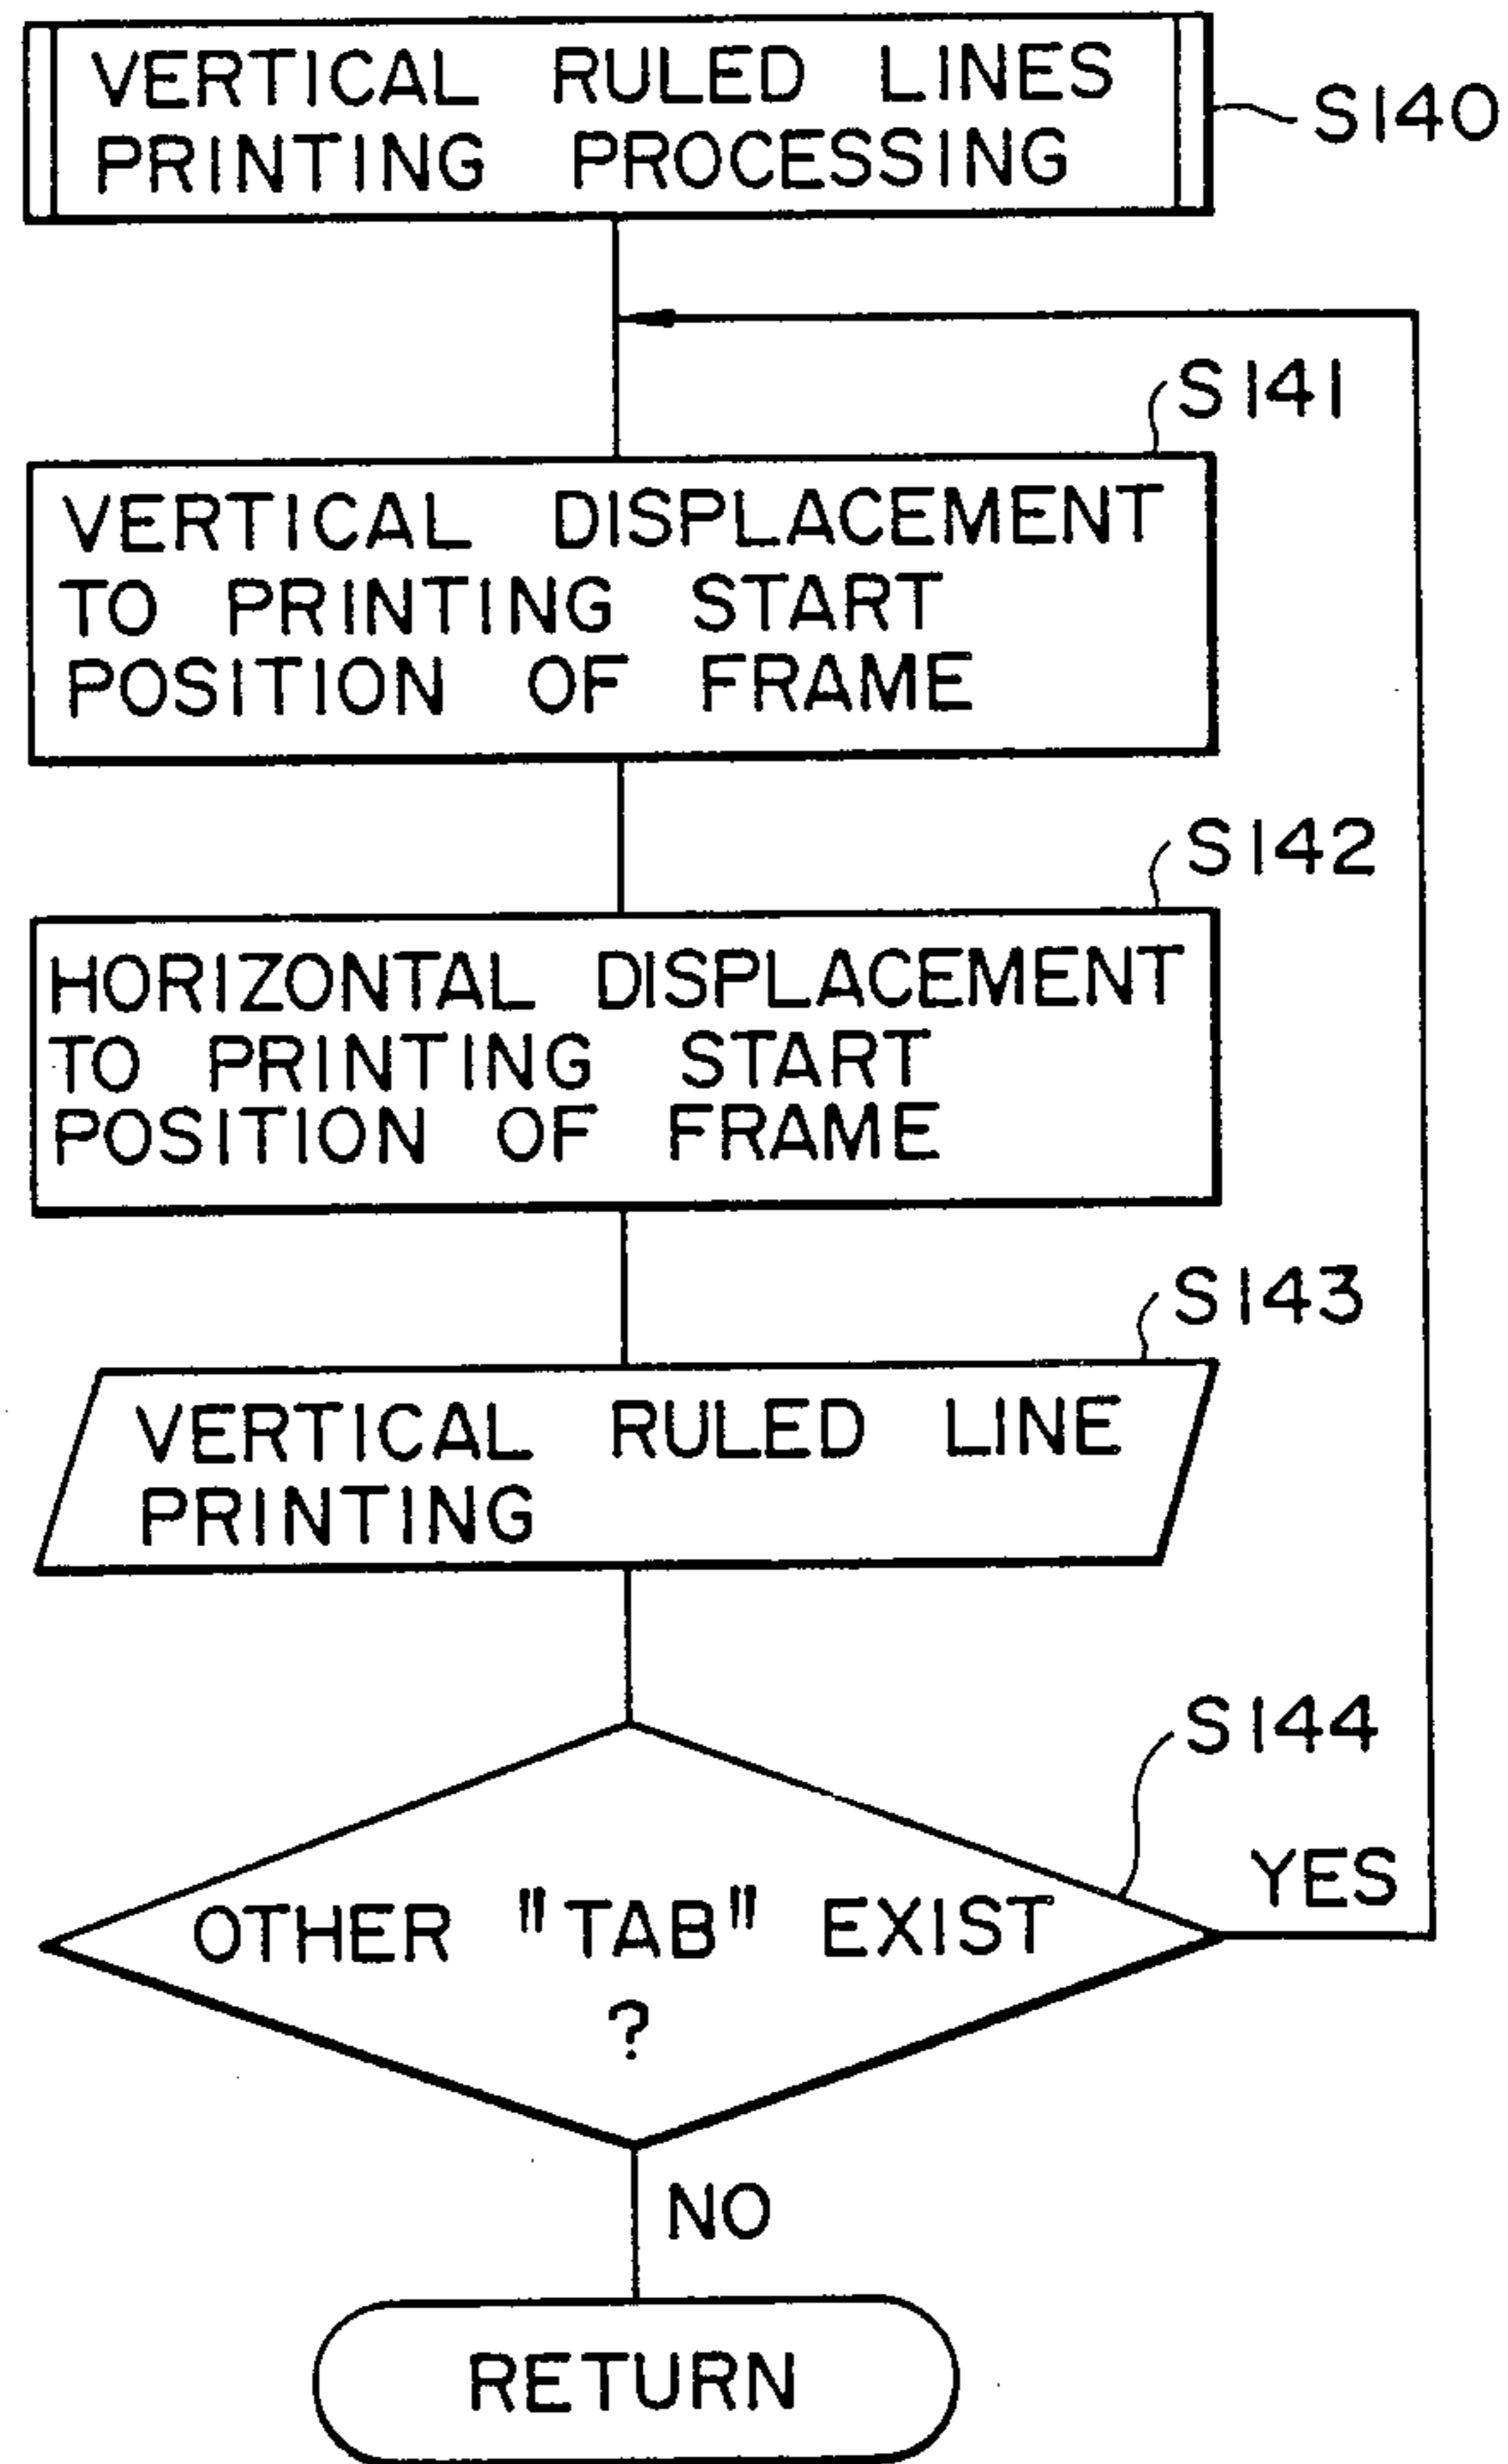 VERTICAL RULED LINES
PRINTING PROCESSING
S140
S141
VERTICAL DISPLACEMENT
TO PRINTING START
POSITION OF FRAME
S142
HORIZONTAL DISPLACEMENT
TO PRINTING START
POSITION OF FRAME
S143
VERTICAL RULED LINE
PRINTING
S144
YES
OTHER "TAB" EXIST
?
NO
RETURN